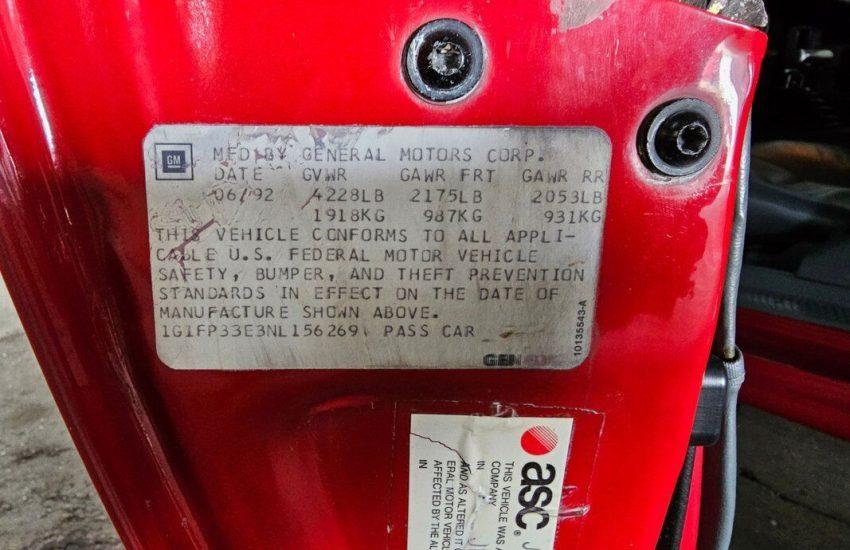 GM
MFD BY GENERAL MOTORS CORP.
DATE GVWR GAWR FRT GAWR RR
06/92 4228LB 2175LB 2053LB
1918KG 987KG 931KG
THIS VEHICLE CONFORMS TO ALL APPLI-
CABLE U.S. FEDERAL MOTOR VEHICLE
SAFETY, BUMPER, AND THEFT PREVENTION
STANDARDS IN EFFECT ON THE DATE OF
MANUFACTURE SHOWN ABOVE.
1G1FP33E3NL156269 PASS CAR
10135543-A
asc
THIS VEHICLE WAS
COMPANY
IN
AND AS ALTERED IT
ERAL MOTOR VEHICL
AFFECTED BY THE AL
IN